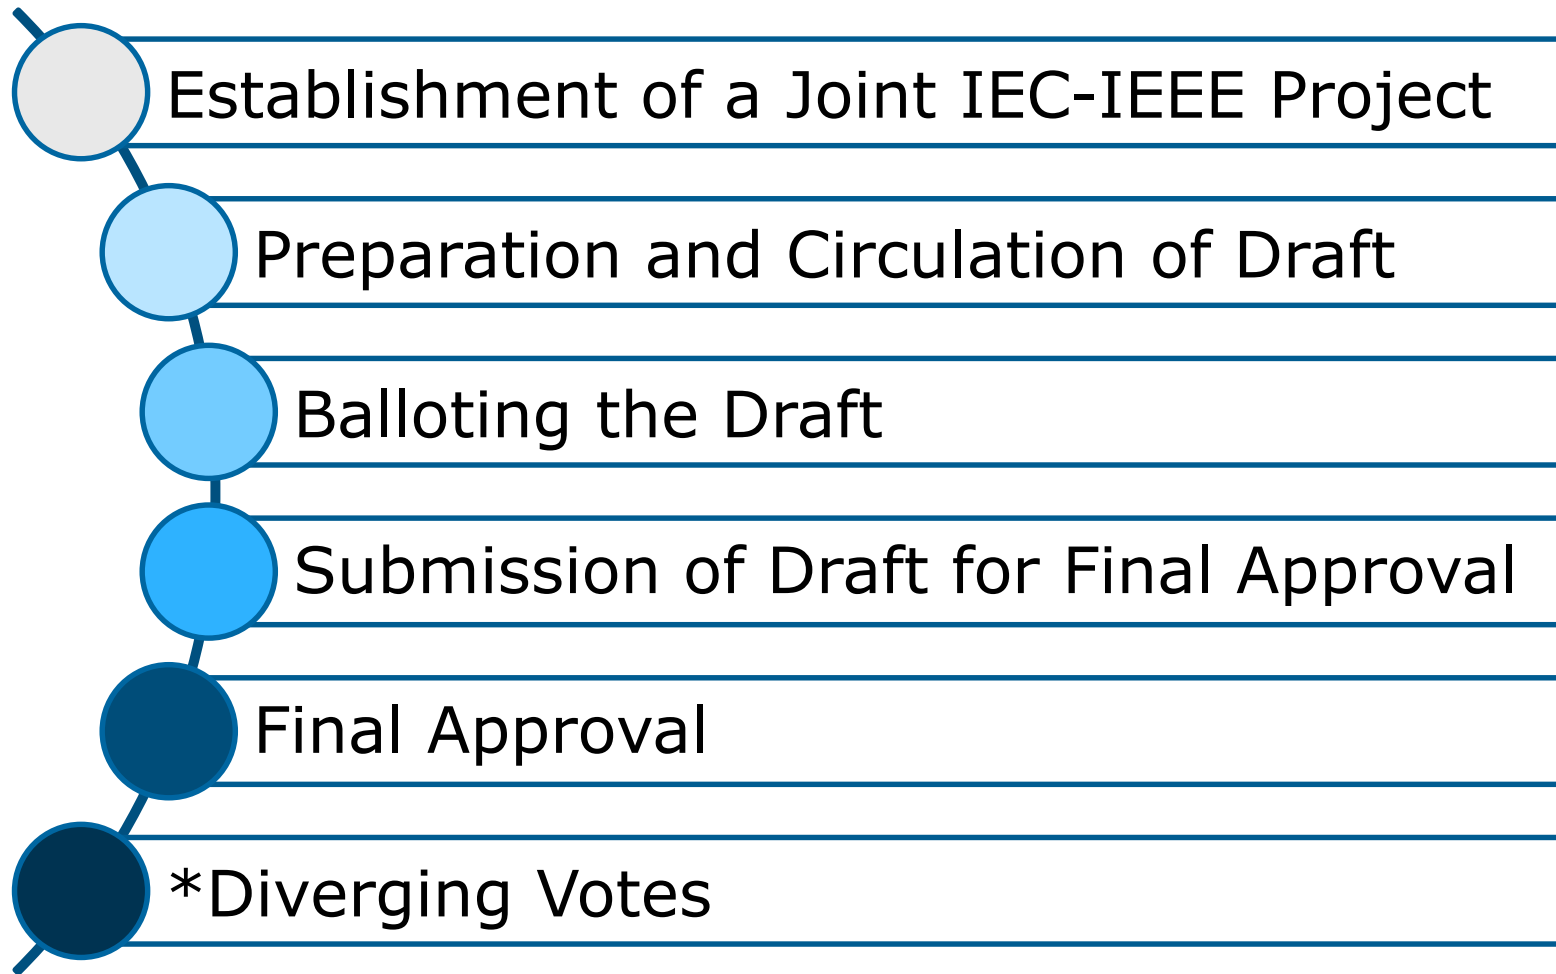 Establishment of a Joint IEC-IEEE Project
Preparation and Circulation of Draft
Balloting the Draft
Submission of Draft for Final Approval
Final Approval
*Diverging Votes